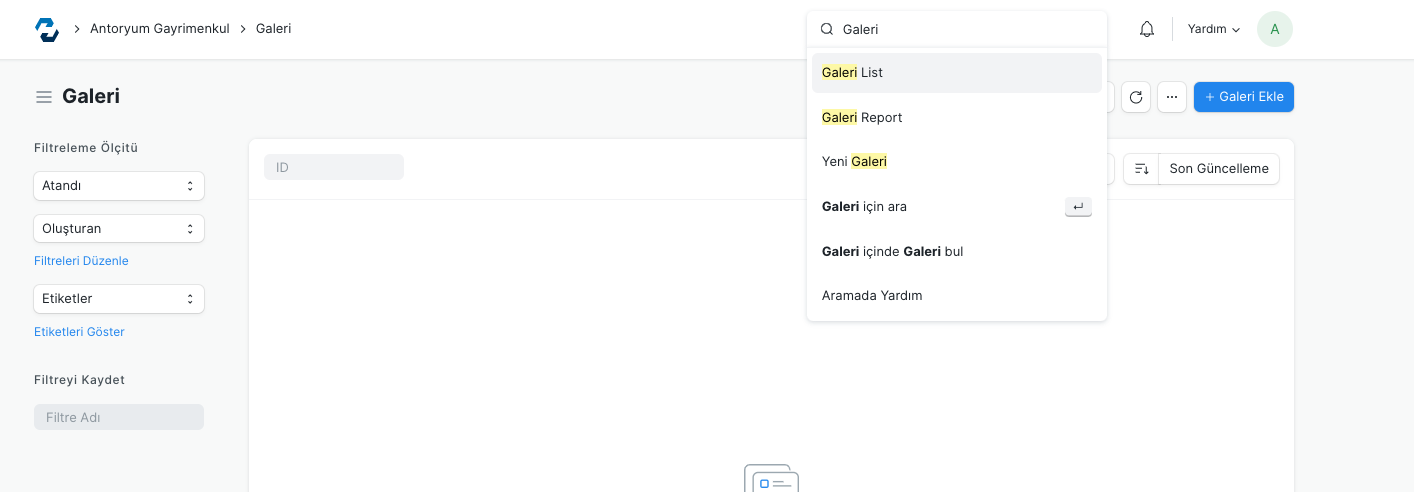 Antoryum Gayrimenkul
Galeri
Galeri
Yardım
A
Galeri List
Galeri Report
Yeni Galeri
Galeri için ara
Galeri içinde Galeri bul
Aramada Yardım
Galeri
+ Galeri Ekle
Filtreleme Ölçitü
Atandı
Oluşturan
Filtreleri Düzenle
Etiketler
Etiketleri Göster
Filtreyi Kaydet
Filtre Adı
ID
Son Güncelleme